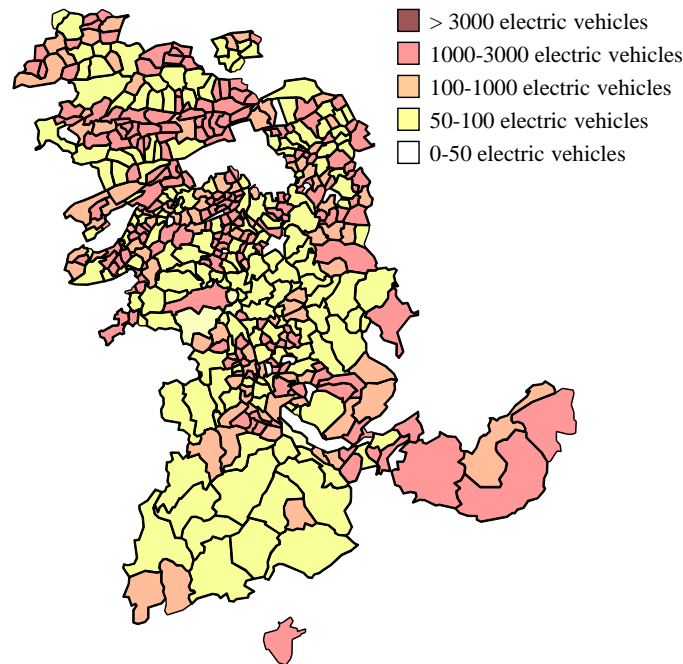 > 3000 electric vehicles
1000-3000 electric vehicles
100-1000 electric vehicles
50-100 electric vehicles
0-50 electric vehicles